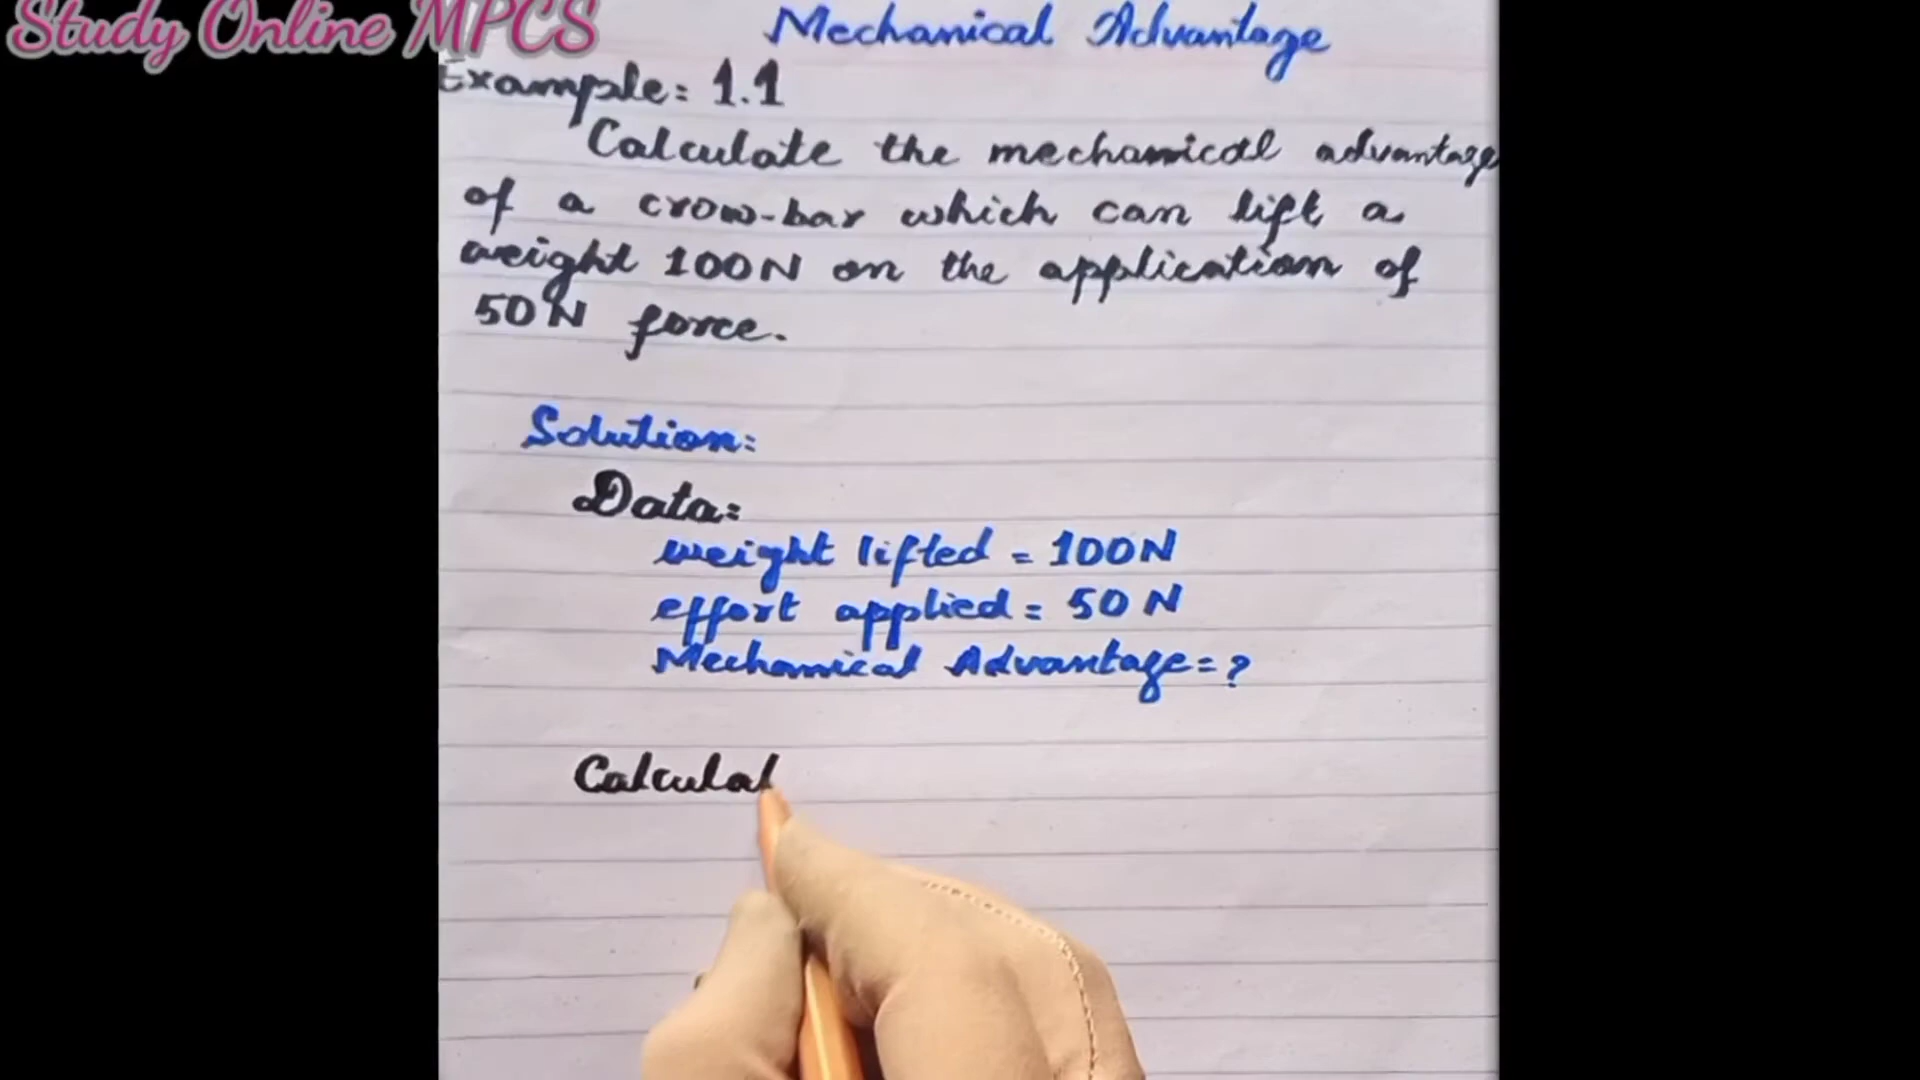 Study Online MPCS
Mechanical Advantage
Example: 1.1
Calculate the mechanical advantage
of a crow-bar which can lift a
weight 100N on the application of
50N force.
Solution:
Data:
weight lifted = 100N
effort applied = 50 N
Mechanical Advantage = ?
Calculat